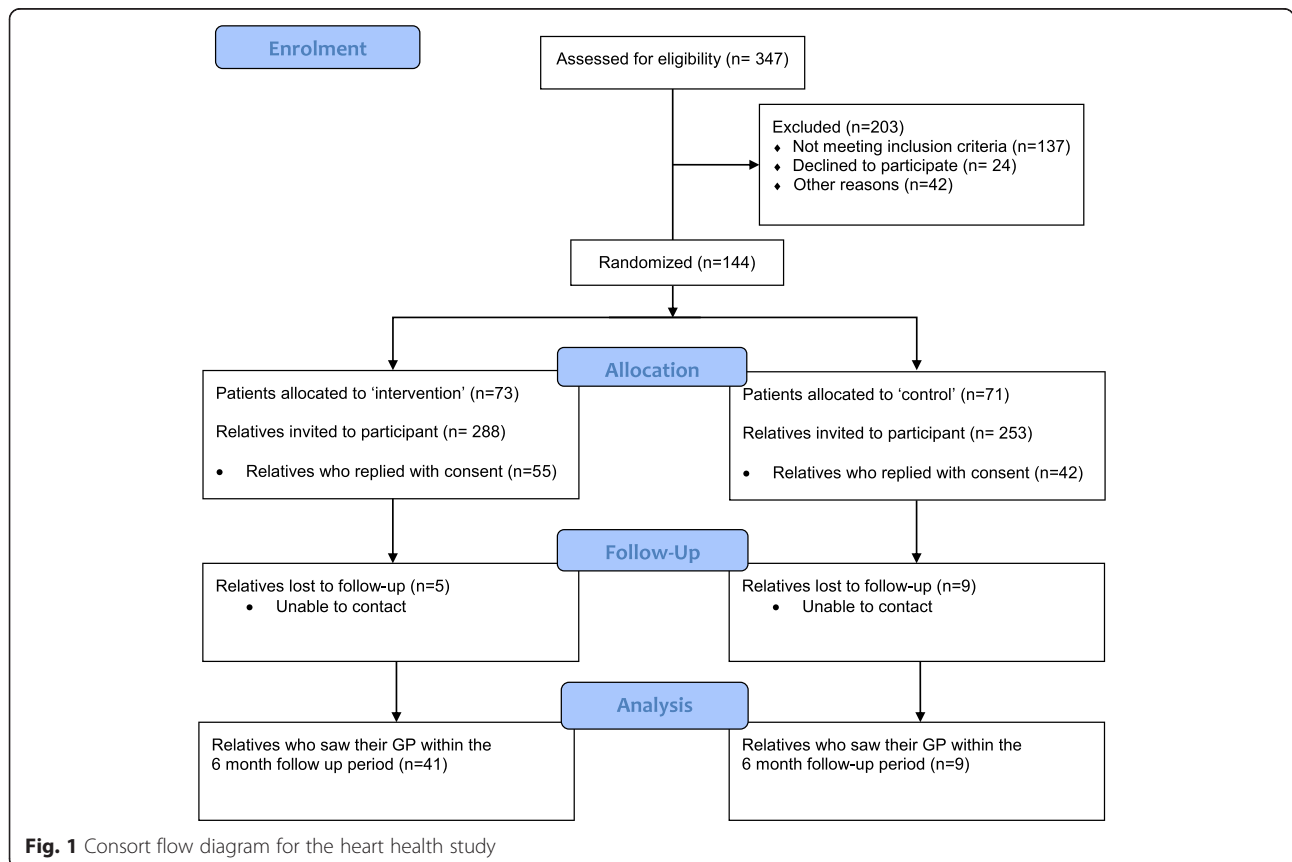 Enrolment
Assessed for eligibility (n= 347)
Excluded (n=203)
♦ Not meeting inclusion criteria (n=137)
♦ Declined to participate (n= 24)
♦ Other reasons (n=42)
Randomized (n=144)
Allocation
Patients allocated to ‘intervention’ (n=73)
Relatives invited to participant (n= 288)
• Relatives who replied with consent (n=55)
Patients allocated to ‘control’ (n=71)
Relatives invited to participant (n= 253)
• Relatives who replied with consent (n=42)
Follow-Up
Relatives lost to follow-up (n=5)
• Unable to contact
Relatives lost to follow-up (n=9)
• Unable to contact
Analysis
Relatives who saw their GP within the
6 month follow up period (n=41)
Relatives who saw their GP within the
6 month follow-up period (n=9)
Fig. 1 Consort flow diagram for the heart health study